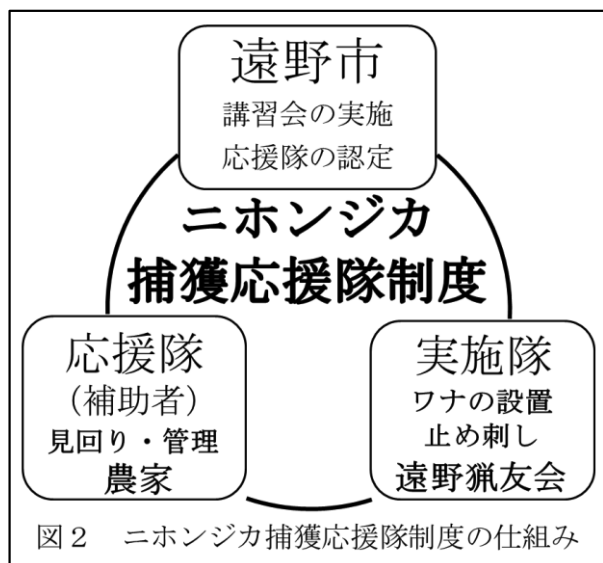 遠野市
講習会の実施
応援隊の認定
ニホンジカ
捕獲応援隊制度
応援隊
(補助者)
見回り・管理
農家
実施隊
ワナの設置
止め刺し
遠野猟友会
図2 ニホンジカ捕獲応援隊制度の仕組み